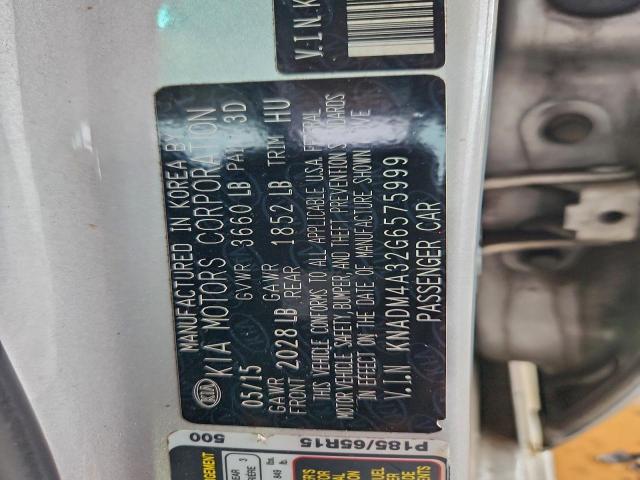 V.I.N.K
MANUFACTURED IN KOREA BY
KIA MOTORS CORPORATION
05/15 GVWR 3660 LB PAINT 3D
GAWR FRONT 2028 LB GAWR REAR 1852 LB TRIM HU
THIS VEHICLE CONFORMS TO ALL APPLICABLE U.S.A. FEDERAL
MOTOR VEHICLE SAFETY, BUMPER, AND THEFT PREVENTION STANDARDS
IN EFFECT ON THE DATE OF MANUFACTURE SHOWN ABOVE
V.I.N KNADM4A32G6575999
PASSENGER CAR
KIA
P185/65R15
500